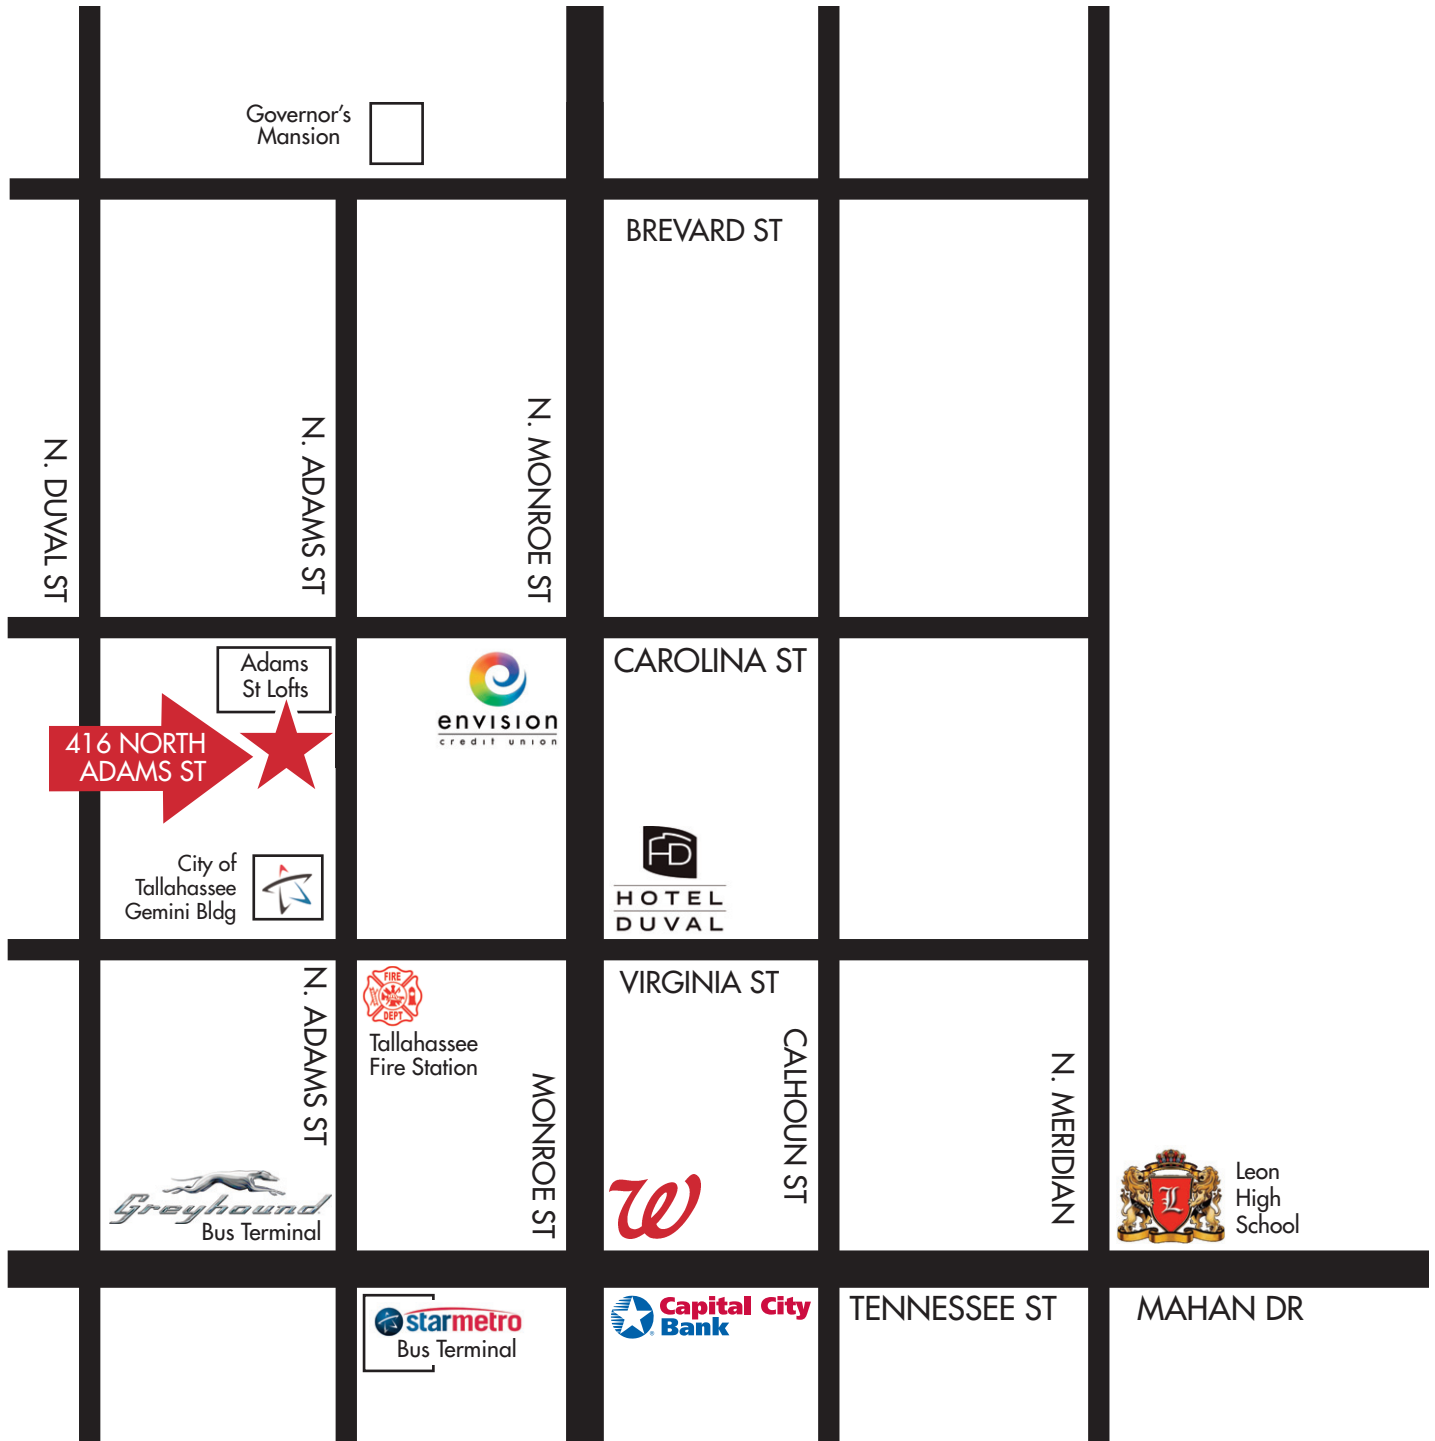 Governor's
Mansion
BREVARD ST
N. DUVAL ST
N. ADAMS ST
N. MONROE ST
Adams
St Lofts
envision
credit union
CAROLINA ST
416 NORTH
ADAMS ST
HD
HOTEL
DUVAL
City of
Tallahassee
Gemini Bldg
N. ADAMS ST
FIRE
DEPT
Tallahassee
Fire Station
MONROE ST
VIRGINIA ST
CALHOUN ST
N. MERIDIAN
Greyhound
Bus Terminal
W
L
Leon
High
School
starmetro
Bus Terminal
Capital City
Bank
TENNESSEE ST
MAHAN DR